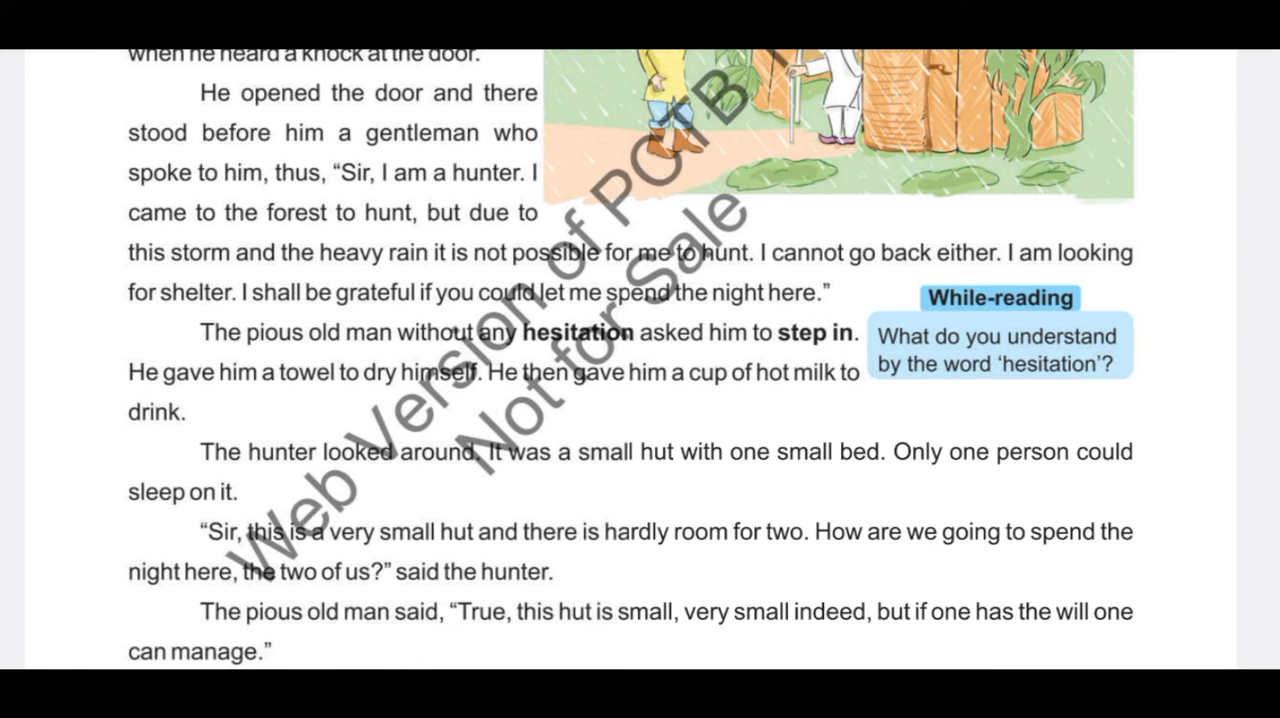 when he heard a knock at the door.
He opened the door and there
stood before him a gentleman who
spoke to him, thus, “Sir, I am a hunter. I
came to the forest to hunt, but due to
this storm and the heavy rain it is not possible for me to hunt. I cannot go back either. I am looking
for shelter. I shall be grateful if you could let me spend the night here.”
While-reading
The pious old man without any hesitation asked him to step in.
What do you understand
by the word ‘hesitation’?
He gave him a towel to dry himself. He then gave him a cup of hot milk to
drink.
The hunter looked around. It was a small hut with one small bed. Only one person could
sleep on it.
“Sir, this is a very small hut and there is hardly room for two. How are we going to spend the
night here, the two of us?” said the hunter.
The pious old man said, “True, this hut is small, very small indeed, but if one has the will one
can manage.”
Web Version of PCTB
Not for Sale